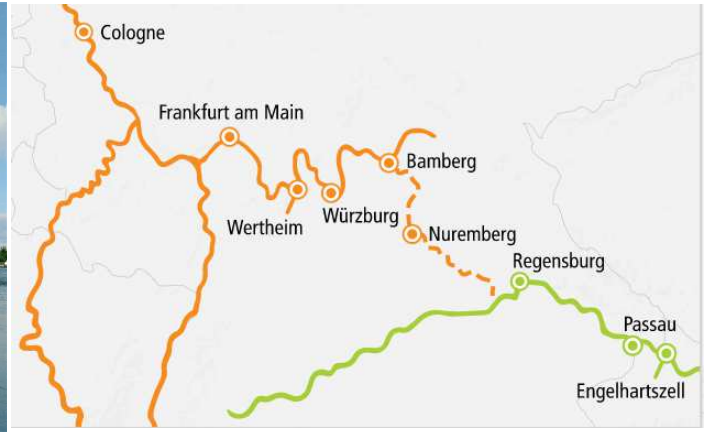 Cologne
Frankfurt am Main
Bamberg
Wertheim
Würzburg
Nuremberg
Regensburg
Passau
Engelhartszell